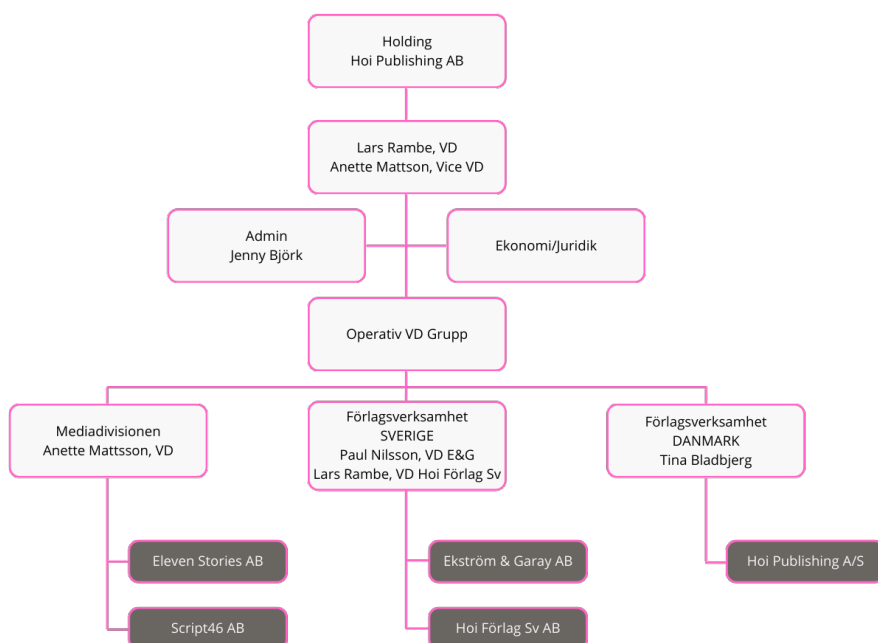 Holding
Hoi Publishing AB
Lars Rambe, VD
Anette Mattson, Vice VD
Admin
Jenny Björk
Ekonomi/Juridik
Operativ VD Grupp
Mediadivisionen
Anette Mattsson, VD
Förlagsverksamhet
SVERIGE
Paul Nilsson, VD E&G
Lars Rambe, VD Hoi Förlag Sv
Förlagsverksamhet
DANMARK
Tina Bladbjerg
Eleven Stories AB
Ekström & Garay AB
Hoi Publishing A/S
Script46 AB
Hoi Förlag Sv AB